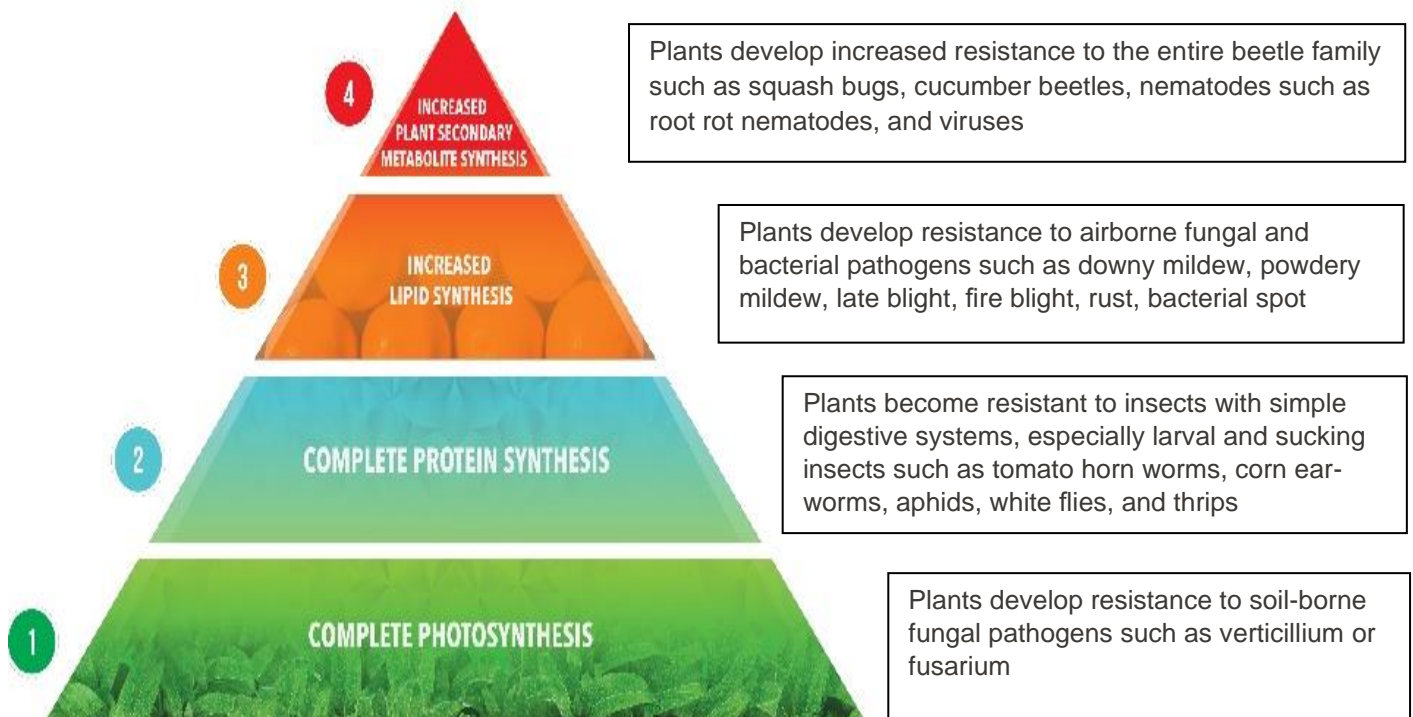 4
INCREASED
PLANT SECONDARY
METABOLITE SYNTHESIS
Plants develop increased resistance to the entire beetle family
such as squash bugs, cucumber beetles, nematodes such as
root rot nematodes, and viruses
3
INCREASED
LIPID SYNTHESIS
Plants develop resistance to airborne fungal and
bacterial pathogens such as downy mildew, powdery
mildew, late blight, fire blight, rust, bacterial spot
2
COMPLETE PROTEIN SYNTHESIS
Plants become resistant to insects with simple
digestive systems, especially larval and sucking
insects such as tomato horn worms, corn ear-
worms, aphids, white flies, and thrips
1
COMPLETE PHOTOSYNTHESIS
Plants develop resistance to soil-borne
fungal pathogens such as verticillium or
fusarium